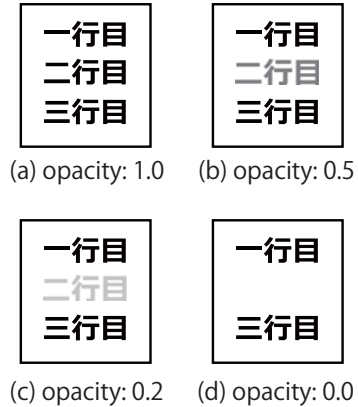 一行目
二行目
三行目
(a) opacity: 1.0
一行目
二行目
三行目
(b) opacity: 0.5
一行目
二行目
三行目
(c) opacity: 0.2
一行目
三行目
(d) opacity: 0.0